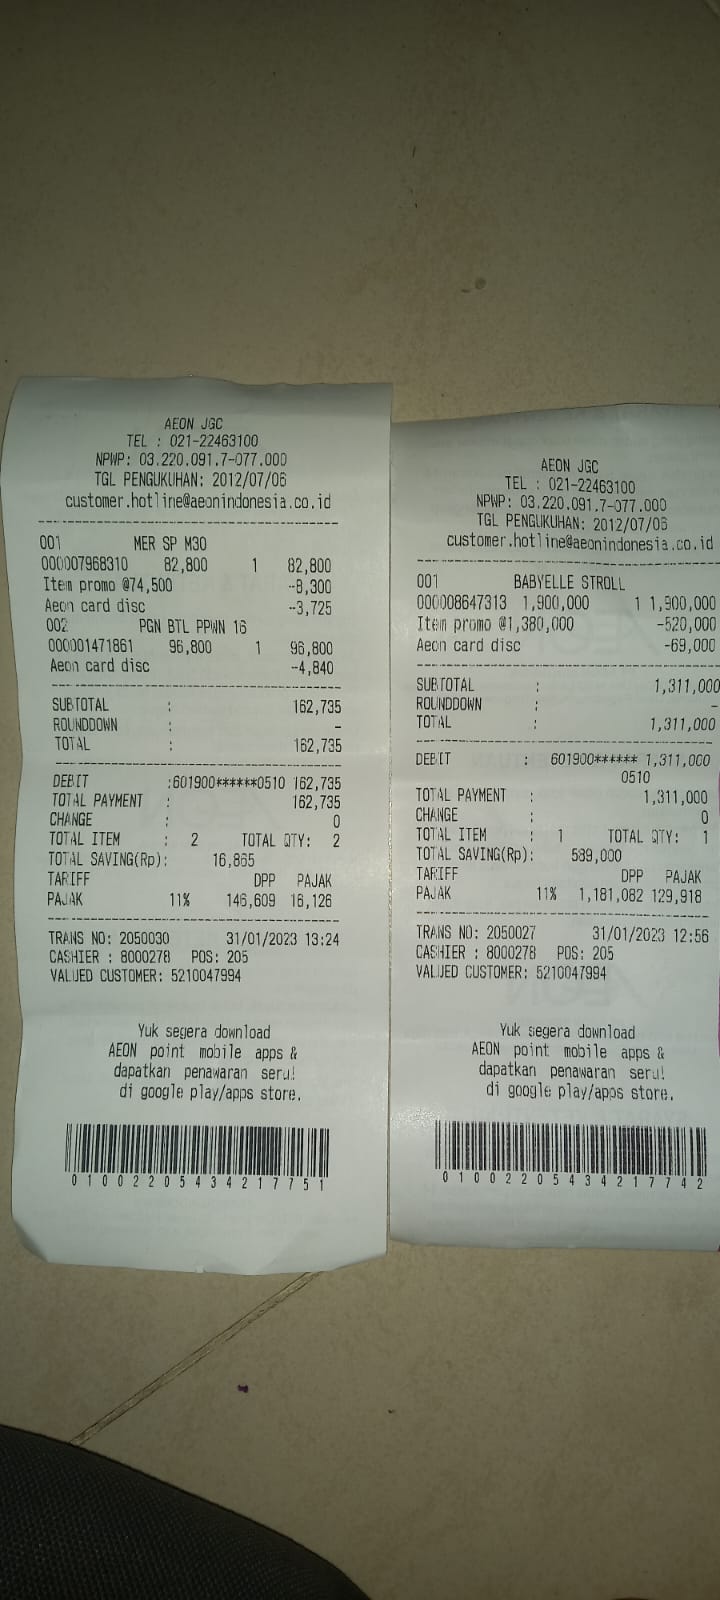 AEON JGC
TEL : 021-22463100
NPWP: 03.220.091.7-077.000
TGL PENGUKUHAN: 2012/07/06
customer.hotline@aeonindonesia.co.id
001 MER SP M30
000007968310 82,800 1 82,800
Item promo @74,500 -8,300
Aeon card disc -3,725
002 PGN BTL PPWN 16
000001471861 96,800 1 96,800
Aeon card disc -4,840
SUBTOTAL : 162,735
ROUNDDOWN : -
TOTAL : 162,735
DEBIT :601900******0510 162,735
TOTAL PAYMENT : 162,735
CHANGE : 0
TOTAL ITEM : 2 TOTAL QTY: 2
TOTAL SAVING(Rp): 16,865
TARIFF DPP PAJAK
PAJAK 11% 146,609 16,126
TRANS NO: 2050030 31/01/2023 13:24
CASHIER : 8000278 POS: 205
VALUED CUSTOMER: 5210047994
Yuk segera download
AEON point mobile apps &
dapatkan penawaran seru!
di google play/apps store.
0100220543421775 1
AEON JGC
TEL : 021-22463100
NPWP: 03.220.091.7-077.000
TGL PENGUKUHAN: 2012/07/06
customer.hotline@aeonindonesia.co.id
001 BABYELLE STROLL
000008647313 1,900,000 1 1,900,000
Item promo @1,380,000 -520,000
Aeon card disc -69,000
SUBTOTAL : 1,311,000
ROUNDDOWN : -
TOTAL : 1,311,000
DEBIT : 601900****** 1,311,000
0510
TOTAL PAYMENT : 1,311,000
CHANGE : 0
TOTAL ITEM : 1 TOTAL QTY: 1
TOTAL SAVING(Rp): 589,000
TARIFF DPP PAJAK
PAJAK 11% 1,181,082 129,918
TRANS NO: 2050027 31/01/2023 12:56
CASHIER : 8000278 POS: 205
VALUED CUSTOMER: 5210047994
Yuk segera download
AEON point mobile apps &
dapatkan penawaran seru!
di google play/apps store.
01002205434217742